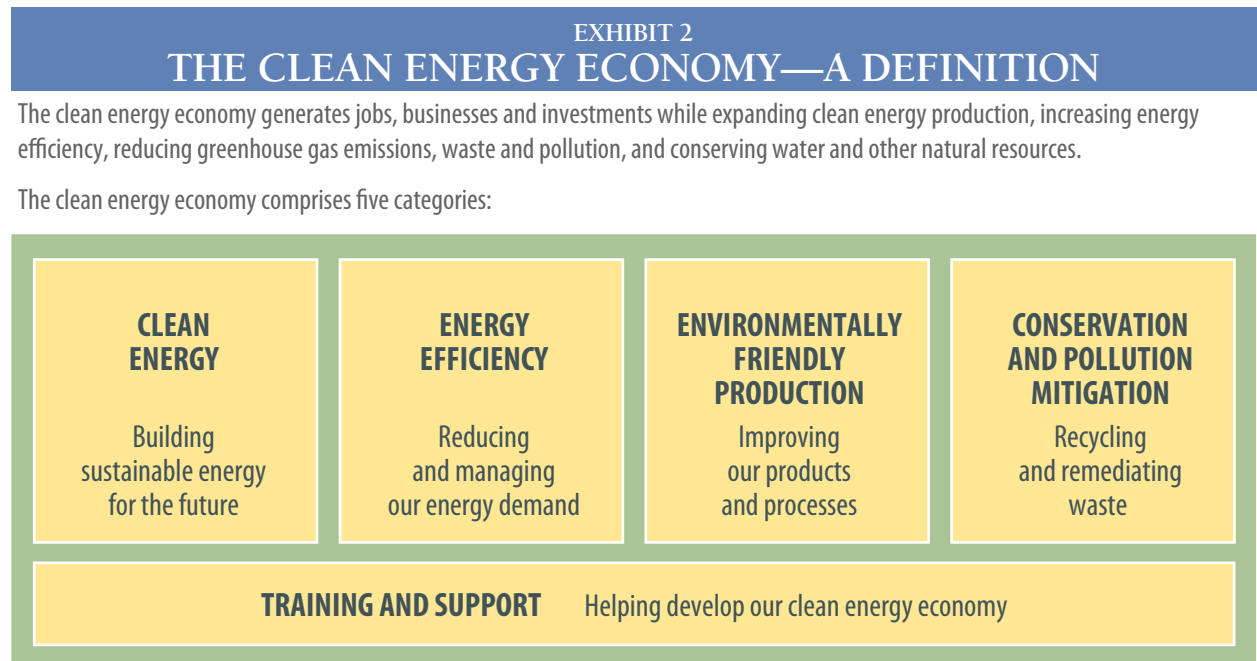 EXHIBIT 2
THE CLEAN ENERGY ECONOMY—A DEFINITION
The clean energy economy generates jobs, businesses and investments while expanding clean energy production, increasing energy
efficiency, reducing greenhouse gas emissions, waste and pollution, and conserving water and other natural resources.
The clean energy economy comprises five categories:
CLEAN
ENERGY
Building
sustainable energy
for the future
ENERGY
EFFICIENCY
Reducing
and managing
our energy demand
ENVIRONMENTALLY
FRIENDLY
PRODUCTION
Improving
our products
and processes
CONSERVATION
AND POLLUTION
MITIGATION
Recycling
and remediating
waste
TRAINING AND SUPPORT Helping develop our clean energy economy